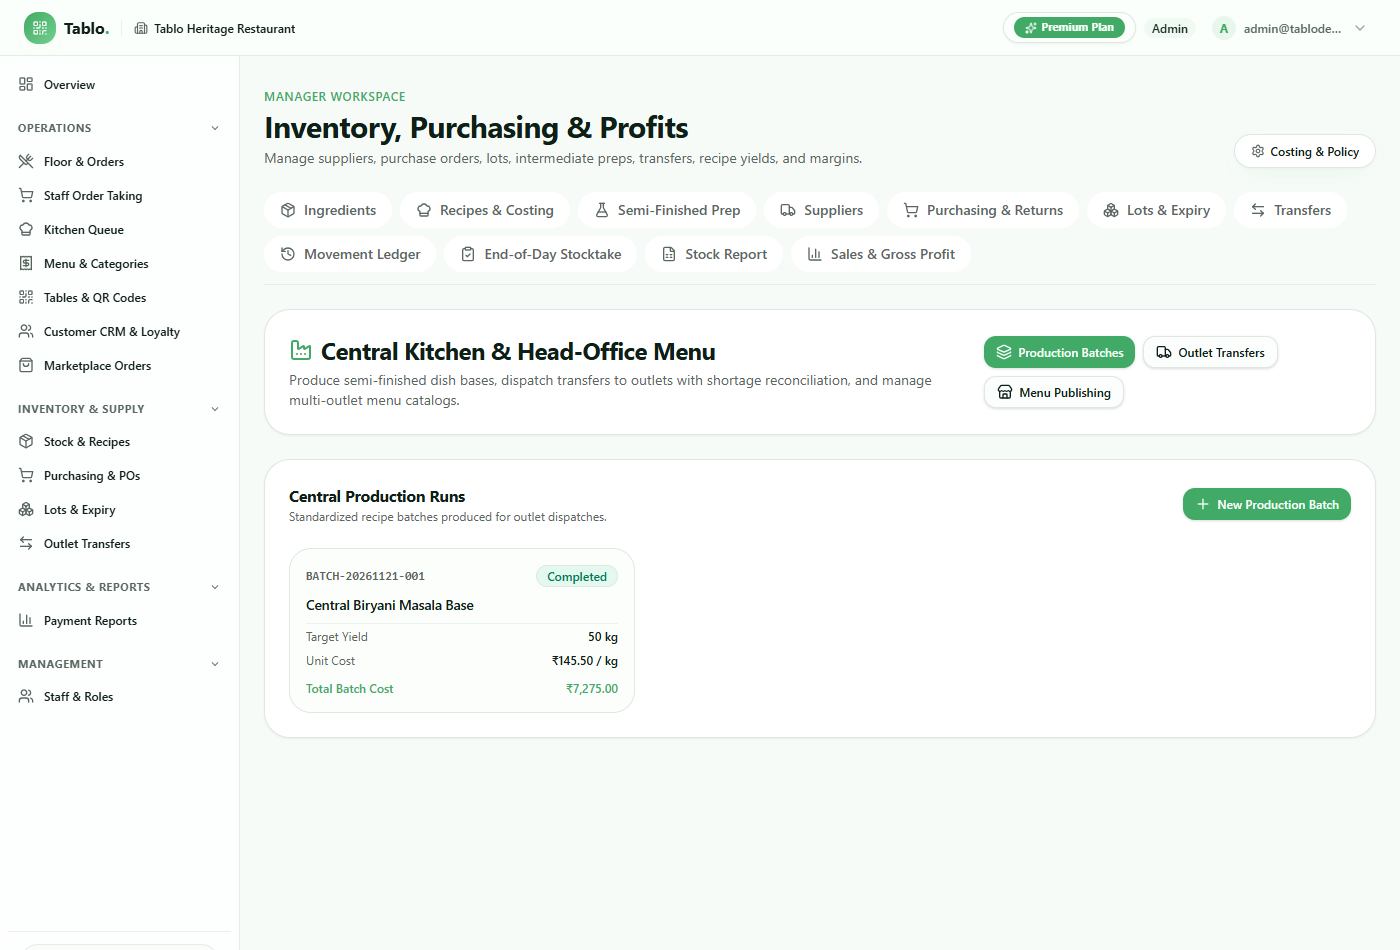 Tablo.
Tablo Heritage Restaurant
Premium Plan
Admin
A
admin@tablode...
Overview
OPERATIONS
Floor & Orders
Staff Order Taking
Kitchen Queue
Menu & Categories
Tables & QR Codes
Customer CRM & Loyalty
Marketplace Orders
INVENTORY & SUPPLY
Stock & Recipes
Purchasing & POs
Lots & Expiry
Outlet Transfers
ANALYTICS & REPORTS
Payment Reports
MANAGEMENT
Staff & Roles
MANAGER WORKSPACE
Inventory, Purchasing & Profits
Manage suppliers, purchase orders, lots, intermediate preps, transfers, recipe yields, and margins.
Costing & Policy
Ingredients
Recipes & Costing
Semi-Finished Prep
Suppliers
Purchasing & Returns
Lots & Expiry
Transfers
Movement Ledger
End-of-Day Stocktake
Stock Report
Sales & Gross Profit
Central Kitchen & Head-Office Menu
Produce semi-finished dish bases, dispatch transfers to outlets with shortage reconciliation, and manage
multi-outlet menu catalogs.
Production Batches
Outlet Transfers
Menu Publishing
Central Production Runs
Standardized recipe batches produced for outlet dispatches.
New Production Batch
BATCH-20261121-001
Completed
Central Biryani Masala Base
Target Yield
50 kg
Unit Cost
₹145.50 / kg
Total Batch Cost
₹7,275.00